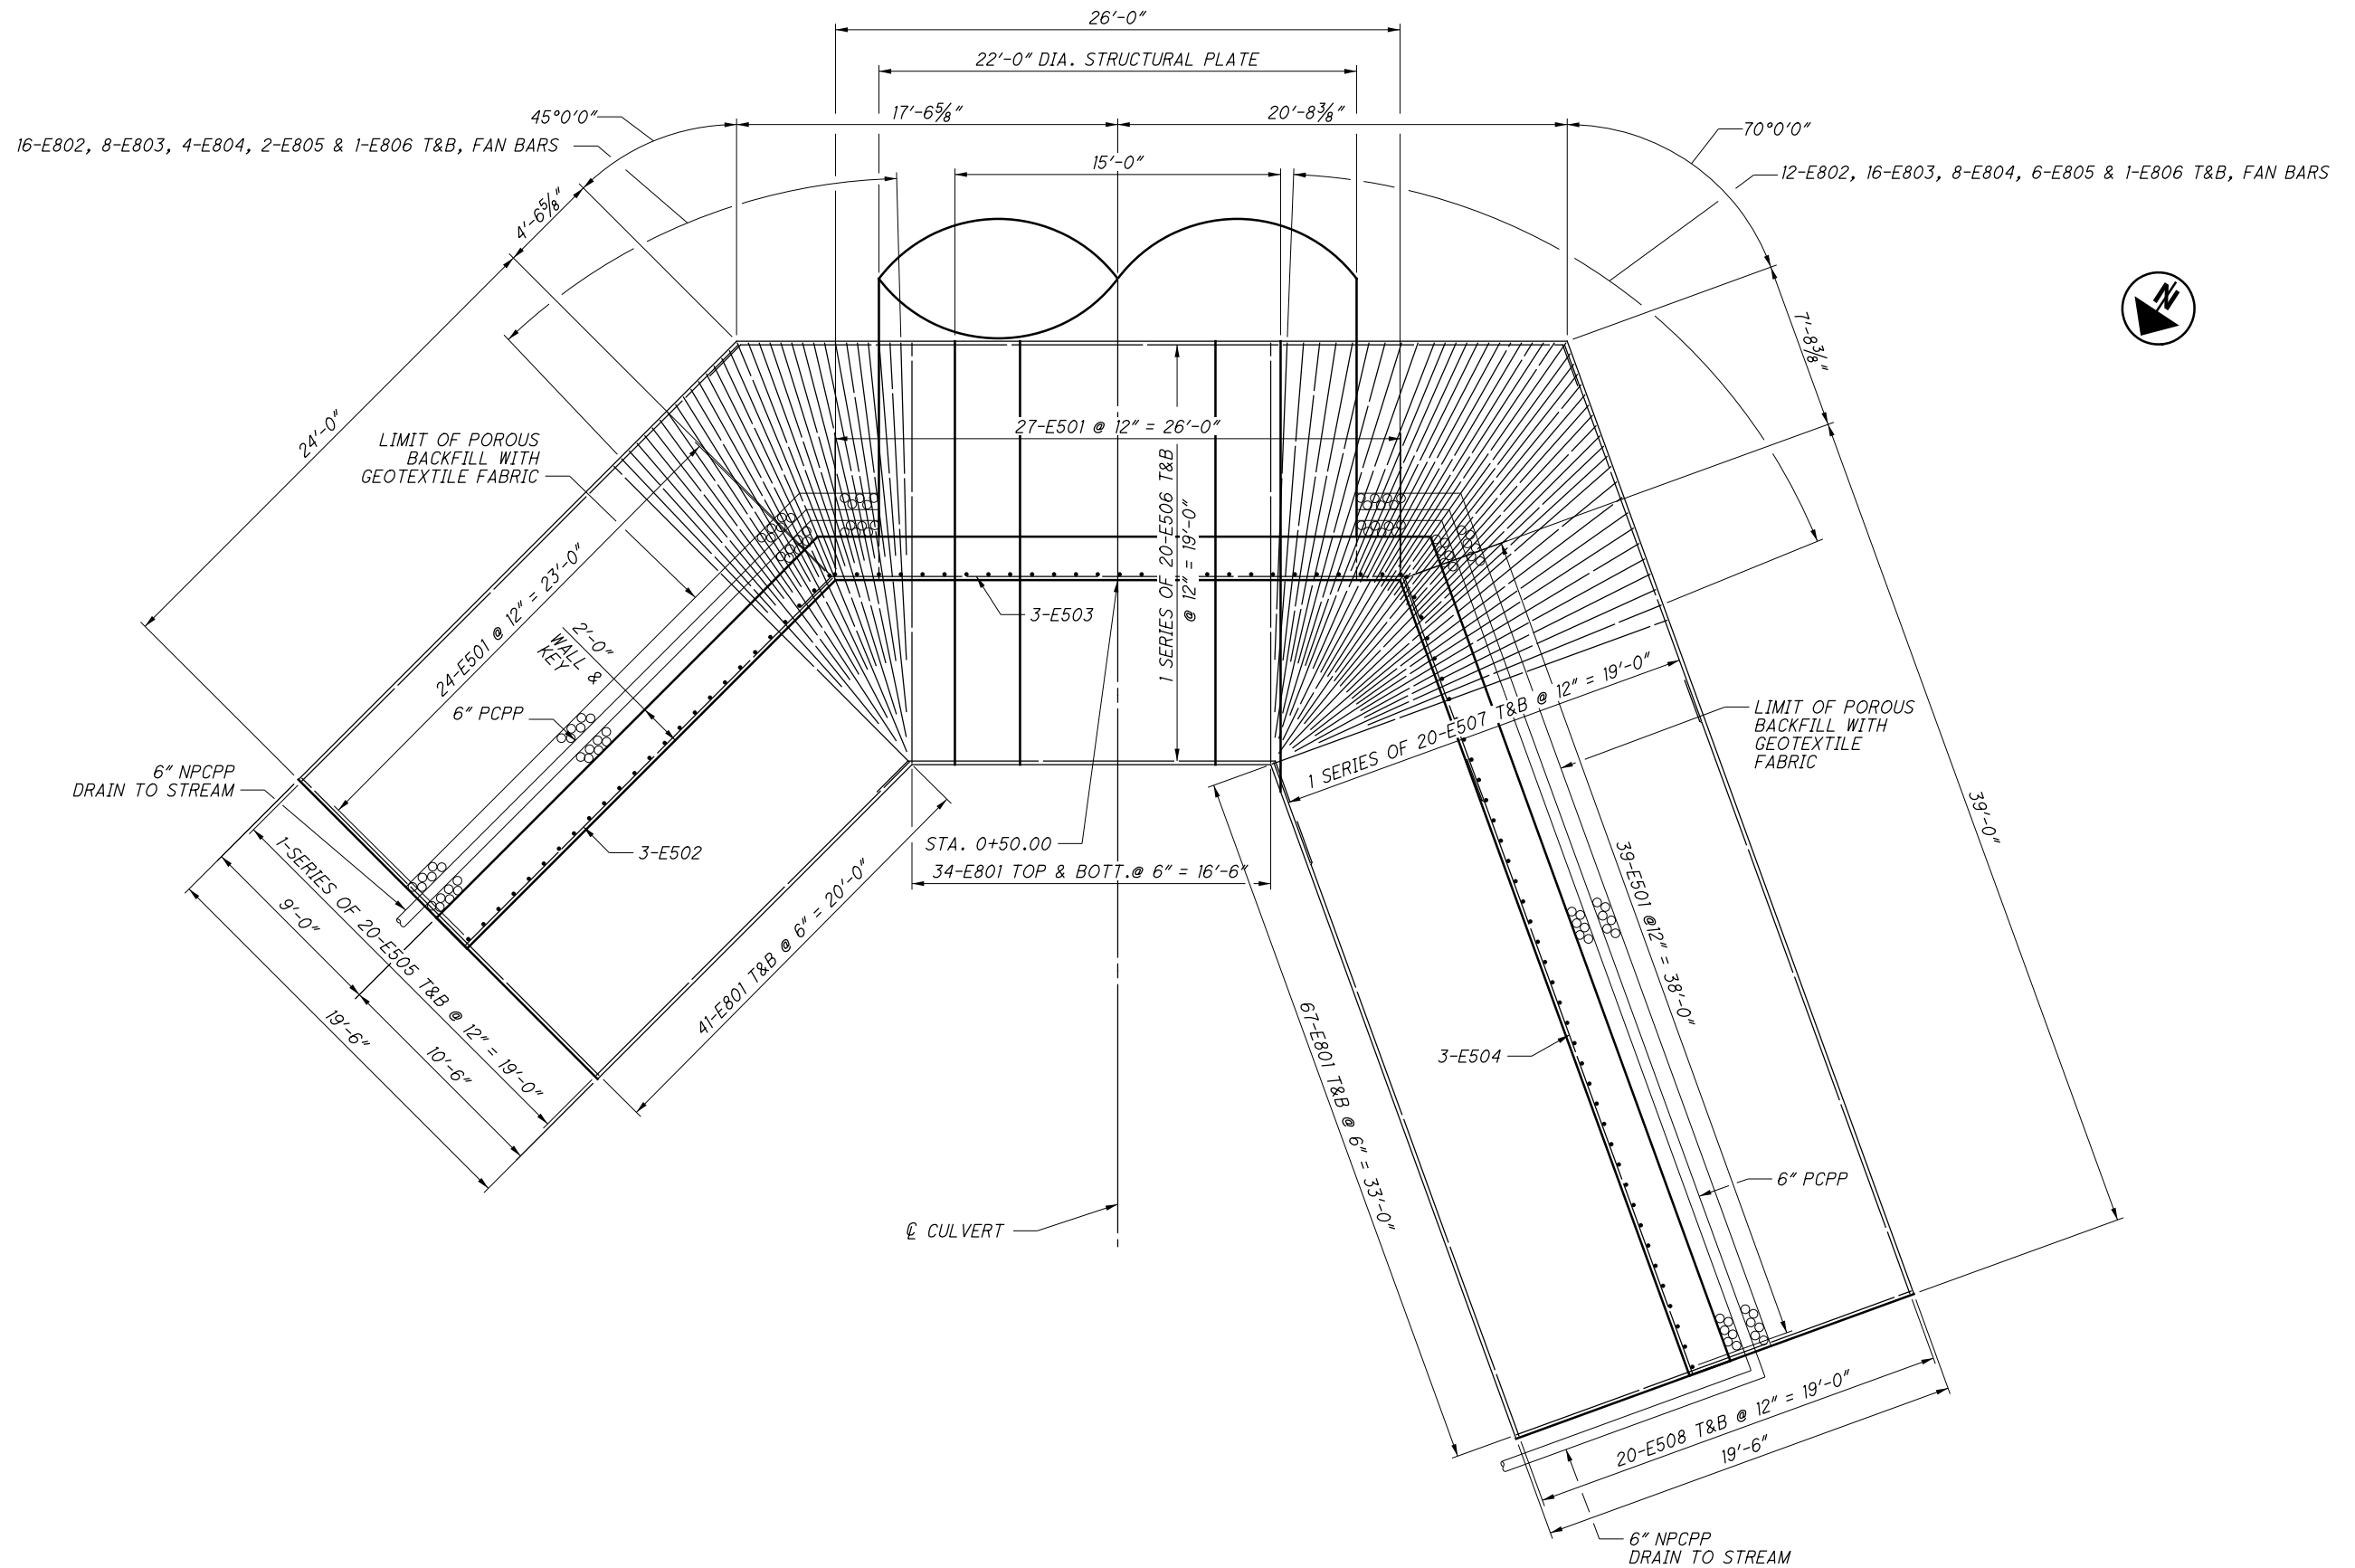 26'-0"
22'-0" DIA. STRUCTURAL PLATE
17'-6⅝"
20'-8⅜"
45°0'0"
70°0'0"
16-E802, 8-E803, 4-E804, 2-E805 & 1-E806 T&B, FAN BARS
15'-0"
12-E802, 16-E803, 8-E804, 6-E805 & 1-E806 T&B, FAN BARS
4'-6⅝"
N
7'-8⅜"
24'-0"
27-E501 @ 12" = 26'-0"
LIMIT OF POROUS
BACKFILL WITH
GEOTEXTILE FABRIC
1 SERIES OF 20-E506 T&B
@ 12" = 19'-0"
24-E501 @ 12" = 23'-0"
3-E503
2'-0"
WALL &
KEY
6" PCPP
1 SERIES OF 20-E507 T&B @ 12" = 19'-0"
LIMIT OF POROUS
BACKFILL WITH
GEOTEXTILE
FABRIC
6" NPCPP
DRAIN TO STREAM
39'-0"
STA. 0+50.00
3-E502
34-E801 TOP & BOTT.@ 6" = 16'-6"
39-E501 @12" = 38'-0"
1-SERIES OF 20-E505 T&B @ 12" = 19'-0"
9'-0"
41-E801 T&B @ 6" = 20'-0"
19'-6"
10'-6"
67-E801 T&B @ 6" = 33'-0"
3-E504
6" PCPP
℄ CULVERT
20-E508 T&B @ 12" = 19'-0"
19'-6"
6" NPCPP
DRAIN TO STREAM